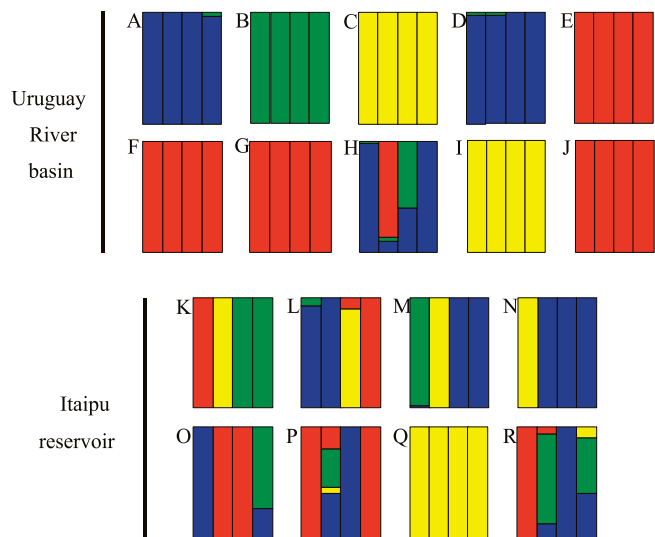 A B C D E
Uruguay
River
basin
F G H I J
K L M N
Itaipu
reservoir
O P Q R